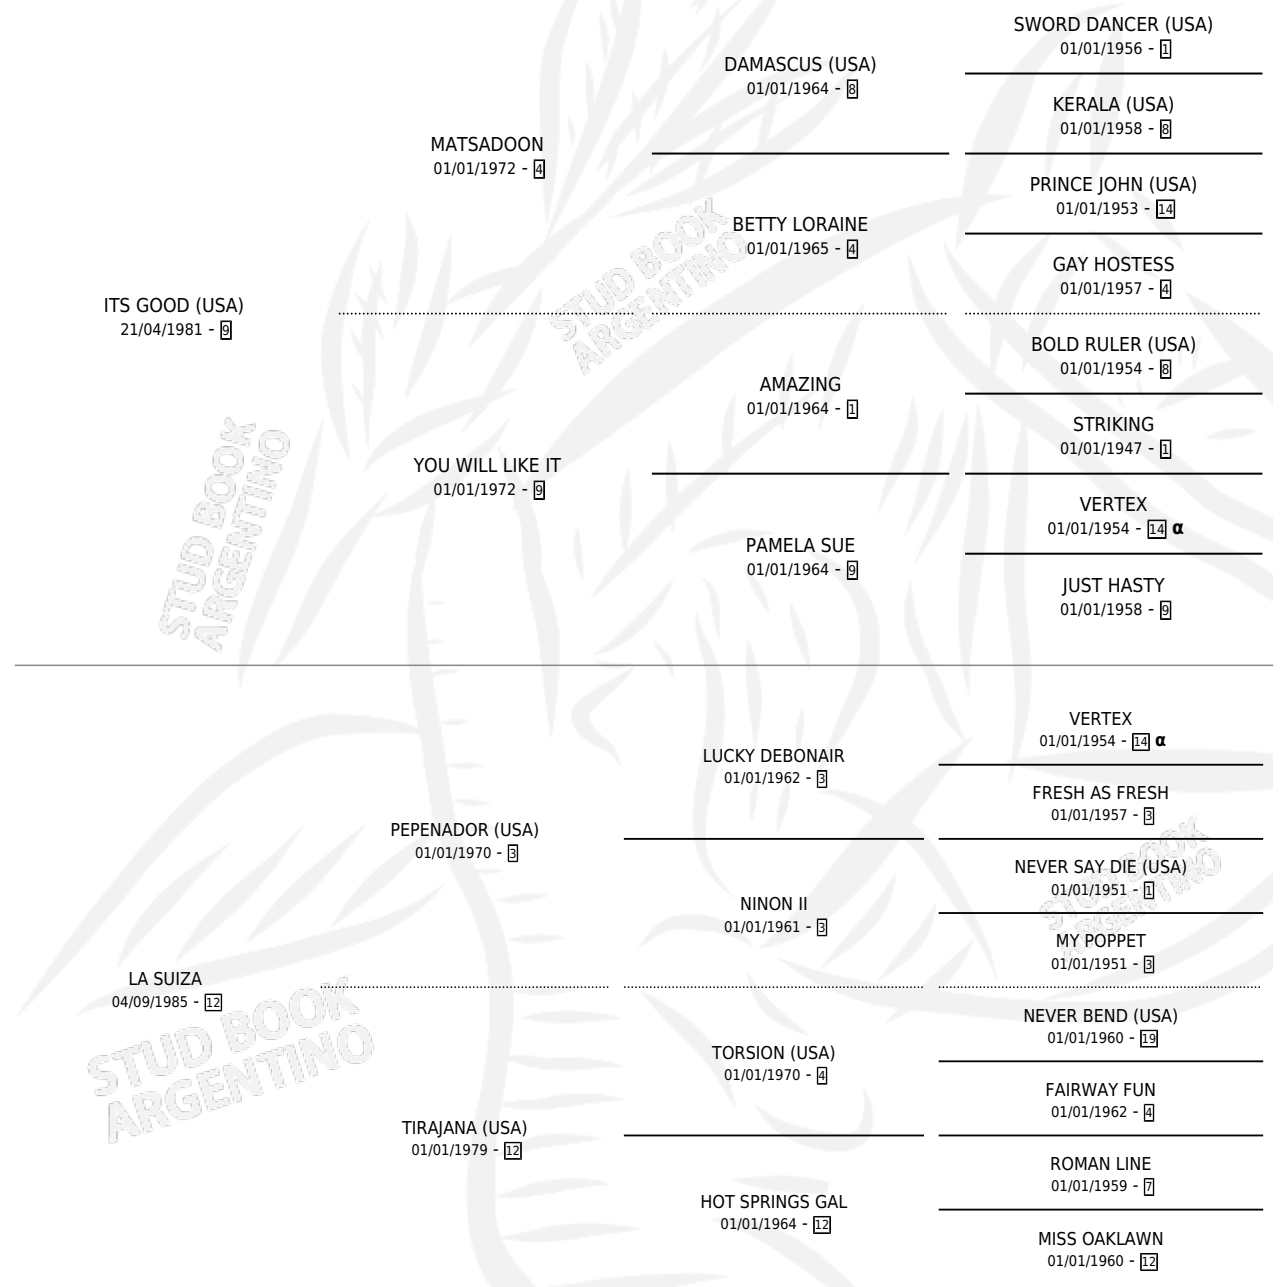 SWORD DANCER (USA)
01/01/1956 - 1
DAMASCUS (USA)
01/01/1964 - 8
KERALA (USA)
01/01/1958 - 8
MATSADOON
01/01/1972 - 4
PRINCE JOHN (USA)
01/01/1953 - 14
BETTY LORAINE
01/01/1965 - 4
GAY HOSTESS
01/01/1957 - 4
ITS GOOD (USA)
21/04/1981 - 9
BOLD RULER (USA)
01/01/1954 - 8
AMAZING
01/01/1964 - 1
STRIKING
01/01/1947 - 1
YOU WILL LIKE IT
01/01/1972 - 9
VERTEX
01/01/1954 - 14 α
PAMELA SUE
01/01/1964 - 9
JUST HASTY
01/01/1958 - 9
VERTEX
01/01/1954 - 14 α
LUCKY DEBONAIR
01/01/1962 - 3
FRESH AS FRESH
01/01/1957 - 3
PEPENADOR (USA)
01/01/1970 - 3
NEVER SAY DIE (USA)
01/01/1951 - 1
NINON II
01/01/1961 - 3
MY POPPET
01/01/1951 - 3
LA SUIZA
04/09/1985 - 12
NEVER BEND (USA)
01/01/1960 - 19
TORSION (USA)
01/01/1970 - 4
FAIRWAY FUN
01/01/1962 - 4
TIRAJANA (USA)
01/01/1979 - 12
ROMAN LINE
01/01/1959 - 7
HOT SPRINGS GAL
01/01/1964 - 12
MISS OAKLAWN
01/01/1960 - 12
STUD BOOK
ARGENTINO
STUD BOOK
ARGENTINO
STUD BOOK
ARGENTINO
STUD BOOK
ARGENTINO